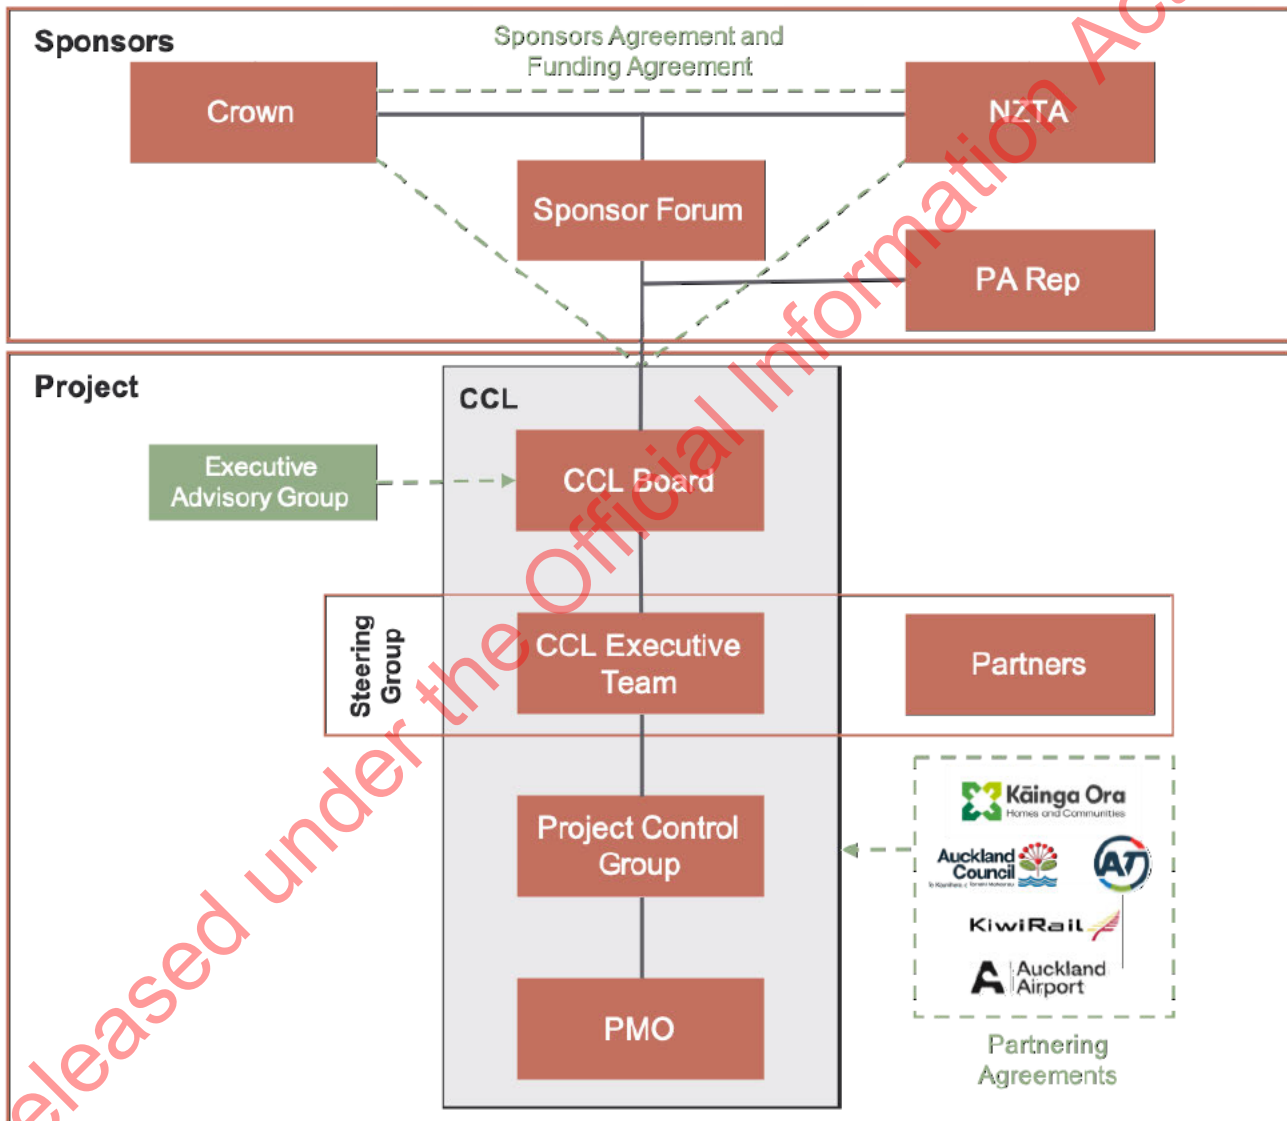 Sponsors
Sponsors Agreement and
Funding Agreement
Crown
NZTA
Sponsor Forum
PA Rep
Project
CCL
Executive
Advisory Group
CCL Board
Steering
Group
CCL Executive
Team
Partners
Project Control
Group
Kāinga Ora
Homes and Communities
Auckland
Council
AT
KiwiRail
Auckland
Airport
PMO
Partnering
Agreements
eleased under the Official Information Act